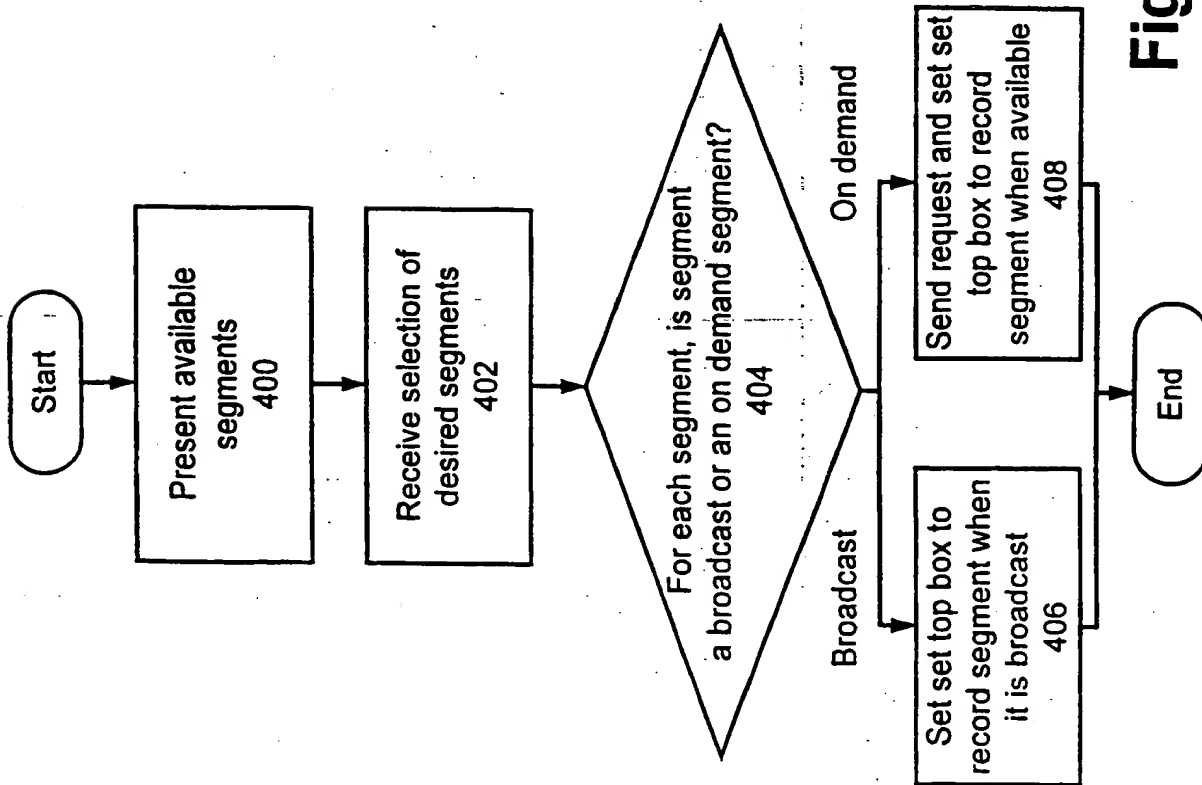 Start
Present available
segments
400
Receive selection of
desired segments
402
For each segment, is segment
a broadcast or an on demand segment?
404
Broadcast
On demand
Set set top box to
record segment when
it is broadcast
406
Send request and set set
top box to record
segment when available
408
End